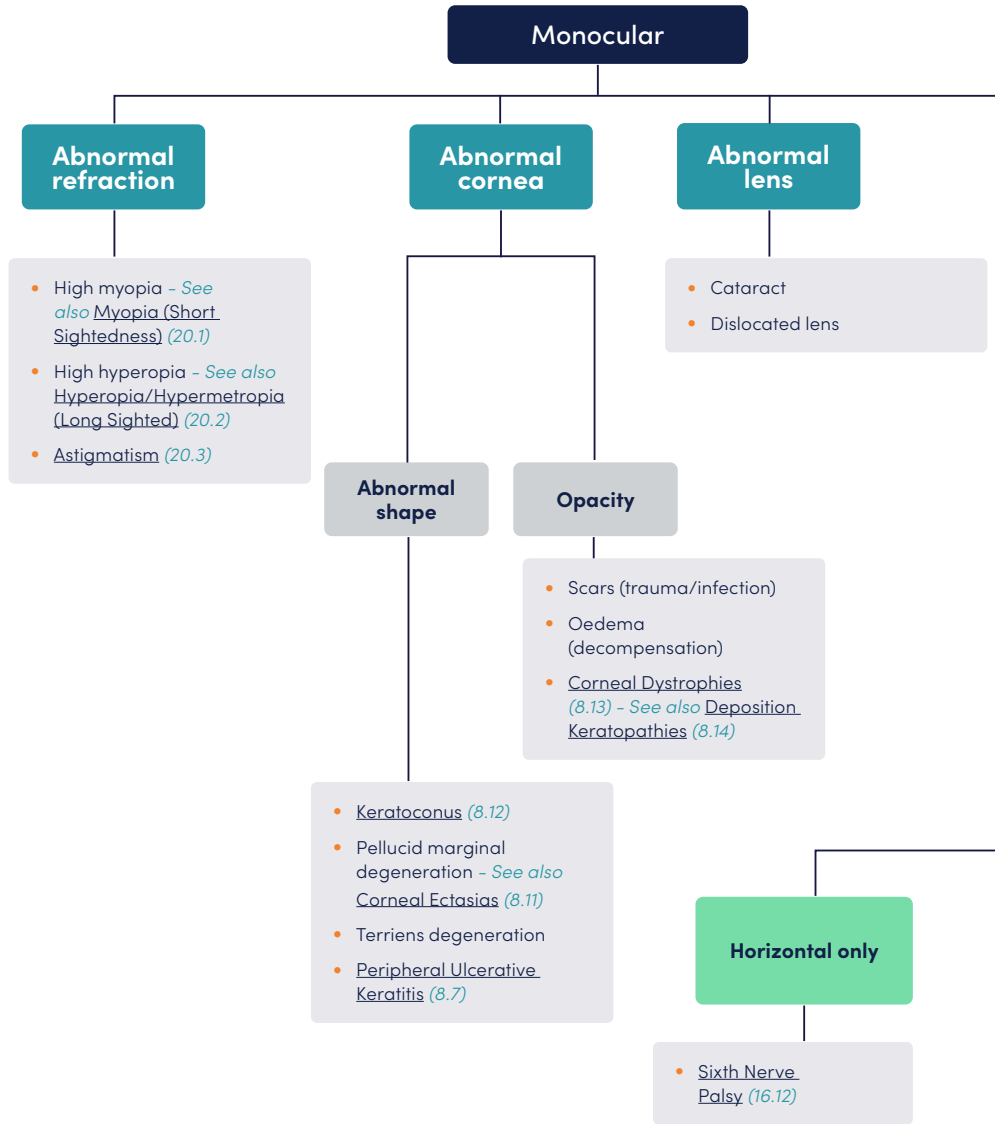 Monocular
Abnormal
refraction
Abnormal
cornea
Abnormal
lens
• High myopia - See
also Myopia (Short
Sightedness) (20.1)
• High hyperopia - See also
Hyperopia/Hypermetropia
(Long Sighted) (20.2)
• Astigmatism (20.3)
• Cataract
• Dislocated lens
Abnormal
shape
Opacity
• Scars (trauma/infection)
• Oedema
(decompensation)
• Corneal Dystrophies
(8.13) - See also Deposition
Keratopathies (8.14)
• Keratoconus (8.12)
• Pellucid marginal
degeneration - See also
Corneal Ectasias (8.11)
• Terriens degeneration
• Peripheral Ulcerative
Keratitis (8.7)
Horizontal only
• Sixth Nerve
Palsy (16.12)